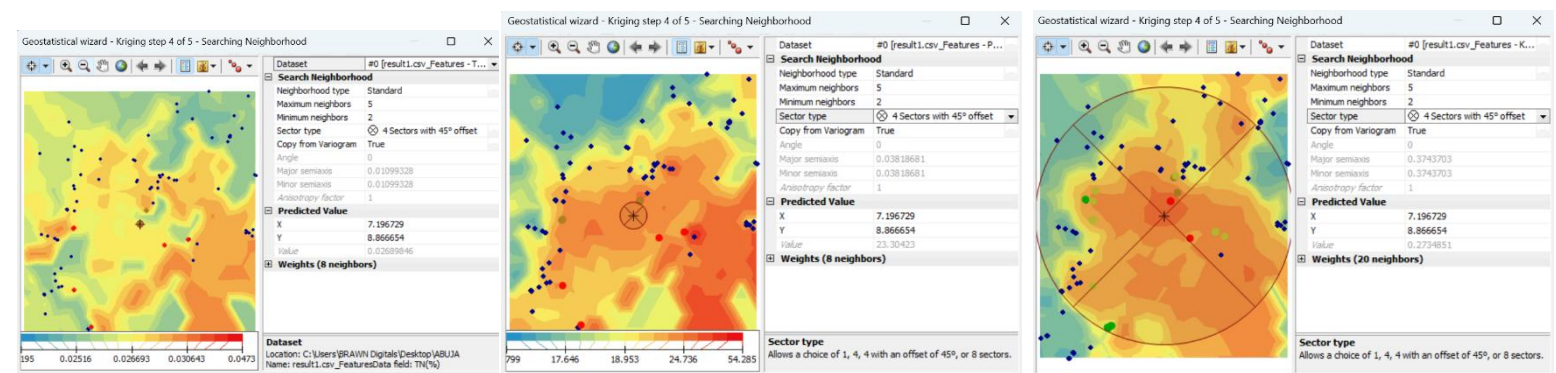 Geostatistical wizard - Kriging step 4 of 5 - Searching Neighborhood
Dataset #0 [result1.csv_Features - T...
Search Neighborhood
Neighborhood type Standard
Maximum neighbors 5
Minimum neighbors 2
Sector type 4 Sectors with 45º offset
Copy from Variogram True
Angle 0
Major semiaxis 0.01099328
Minor semiaxis 0.01099328
Anisotropy factor 1
Predicted Value
X 7.196729
Y 8.866654
Value 0.02689846
Weights (8 neighbors)
195 0.02516 0.026693 0.030643 0.0473
Dataset
Location: C:\Users\BRAWN Digitals\Desktop\ABUJA
Name: result1.csv_FeaturesData field: TN(%)
Geostatistical wizard - Kriging step 4 of 5 - Searching Neighborhood
Dataset #0 [result1.csv_Features - P...
Search Neighborhood
Neighborhood type Standard
Maximum neighbors 5
Minimum neighbors 2
Sector type 4 Sectors with 45º offset
Copy from Variogram True
Angle 0
Major semiaxis 0.03818681
Minor semiaxis 0.03818681
Anisotropy factor 1
Predicted Value
X 7.196729
Y 8.866654
Value 23.30423
Weights (8 neighbors)
799 17.646 18.953 24.736 54.285
Sector type
Allows a choice of 1, 4, 4 with an offset of 45º, or 8 sectors.
Geostatistical wizard - Kriging step 4 of 5 - Searching Neighborhood
Dataset #0 [result1.csv_Features - K...
Search Neighborhood
Neighborhood type Standard
Maximum neighbors 5
Minimum neighbors 2
Sector type 4 Sectors with 45º offset
Copy from Variogram True
Angle 0
Major semiaxis 0.3743703
Minor semiaxis 0.3743703
Anisotropy factor 1
Predicted Value
X 7.196729
Y 8.866654
Value 0.2734851
Weights (20 neighbors)
Sector type
Allows a choice of 1, 4, 4 with an offset of 45º, or 8 sectors.